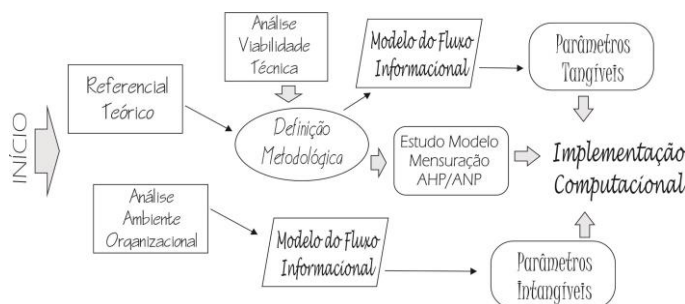 INÍCIO
Referencial
Teórico
Análise
Viabilidade
Técnica
Definição
Metodológica
Modelo do Fluxo
Informacional
Parâmetros
Tangíveis
Estudo Modelo
Mensuração
AHP/ANP
Implementação
Computacional
Análise
Ambiente
Organizacional
Modelo do Fluxo
Informacional
Parâmetros
Intangíveis